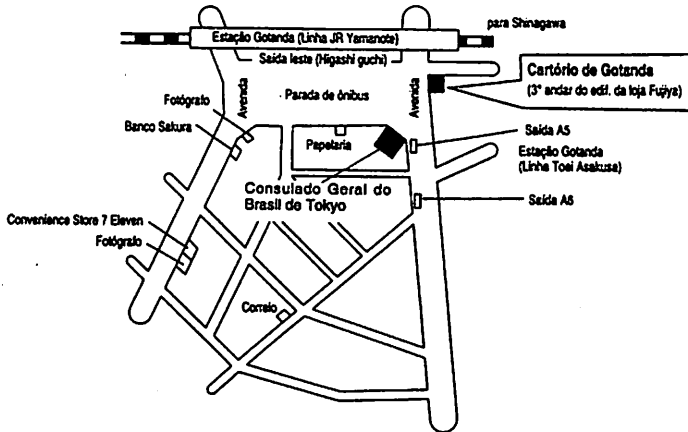 para Shinagawa
Estação Gotanda (Linha JR Yamanote)
Saída leste (Higashi guchi)
Cartório de Gotanda
(3° andar do edif. da loja Fujiya)
Avenida
Parada de ônibus
Avenida
Fotógrafo
Banco Sakura
Papelaria
Saída A5
Estação Gotanda
(Linha Toei Asakusa)
Consulado Geral do
Brasil de Tokyo
Saída A6
Convenience Store 7 Eleven
Fotógrafo
Correio